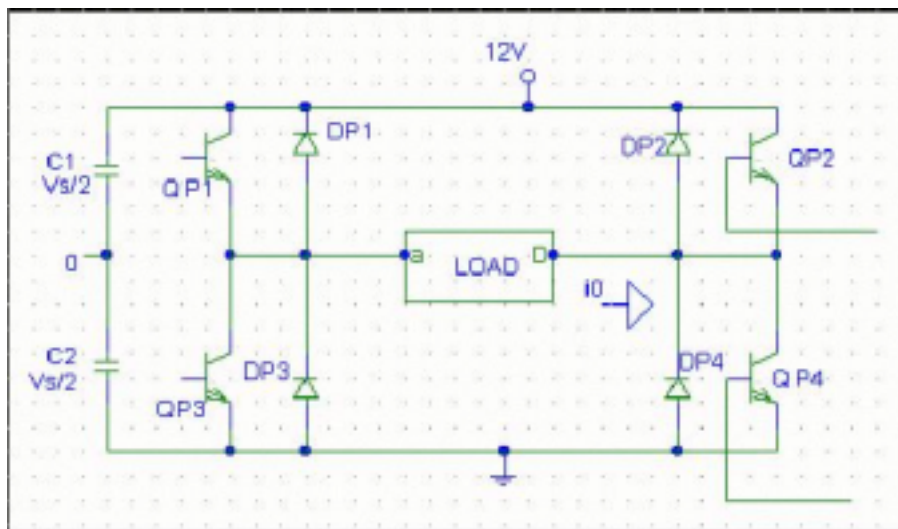 12V
DP1
DP2
C1
Vs/2
QP1
QP2
0
a
LOAD
i0
C2
Vs/2
DP3
QP3
DP4
QP4